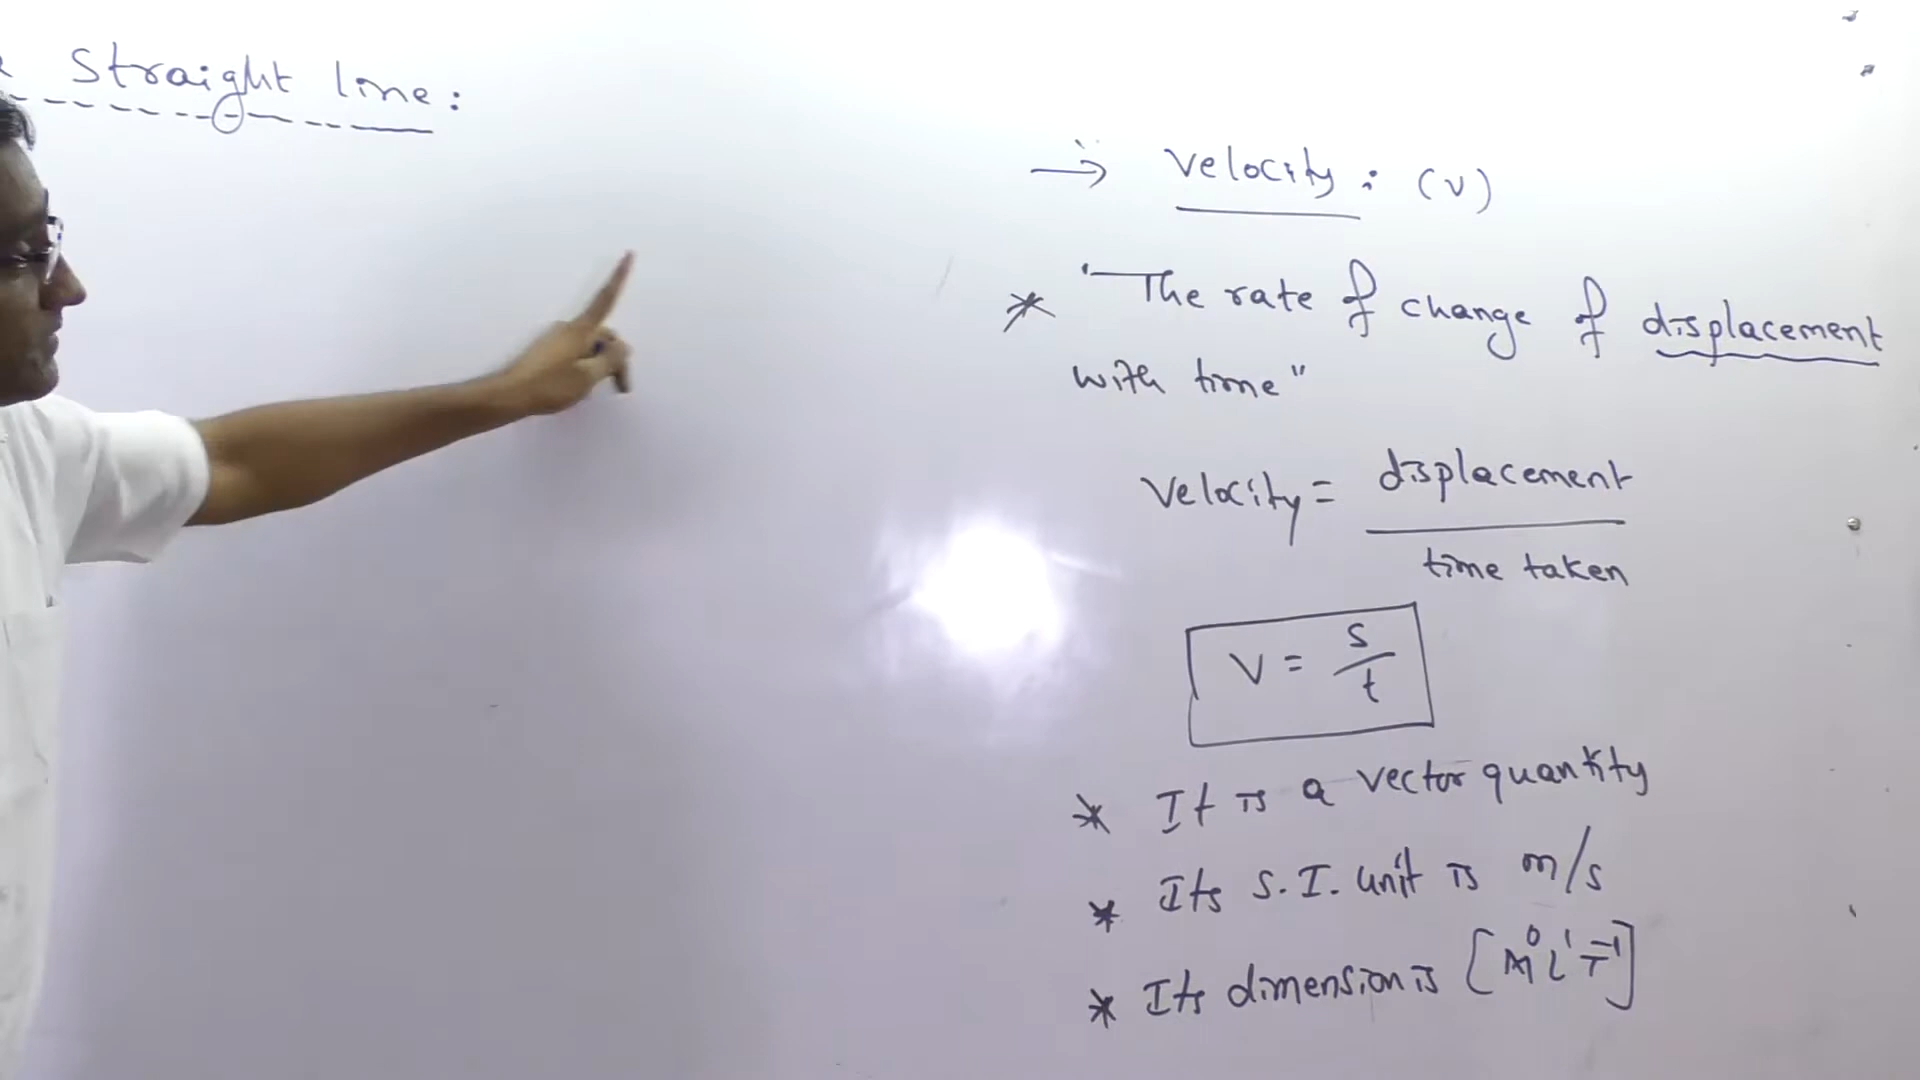 Straight line:
→ Velocity: (v)
* "The rate of change of displacement
with time"
Velocity = displacement / time taken
V = s/t
* It is a vector quantity
* Its S.I. unit is m/s
* Its dimension is [M⁰L¹T⁻¹]